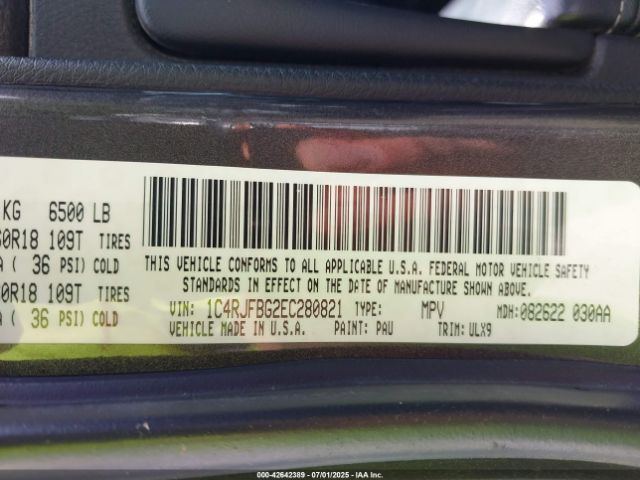 KG 6500 LB
60R18 109T TIRES
A ( 36 PSI) COLD
60R18 109T TIRES
A ( 36 PSI) COLD
THIS VEHICLE CONFORMS TO ALL APPLICABLE U.S.A. FEDERAL MOTOR VEHICLE SAFETY
STANDARDS IN EFFECT ON THE DATE OF MANUFACTURE SHOWN ABOVE.
VIN: 1C4RJFBG2EC280821 TYPE: MPV MDH: 082622 030AA
VEHICLE MADE IN U.S.A. PAINT: PAU TRIM: ULX9
000-42642389 - 07/01/2025 - IAA Inc.